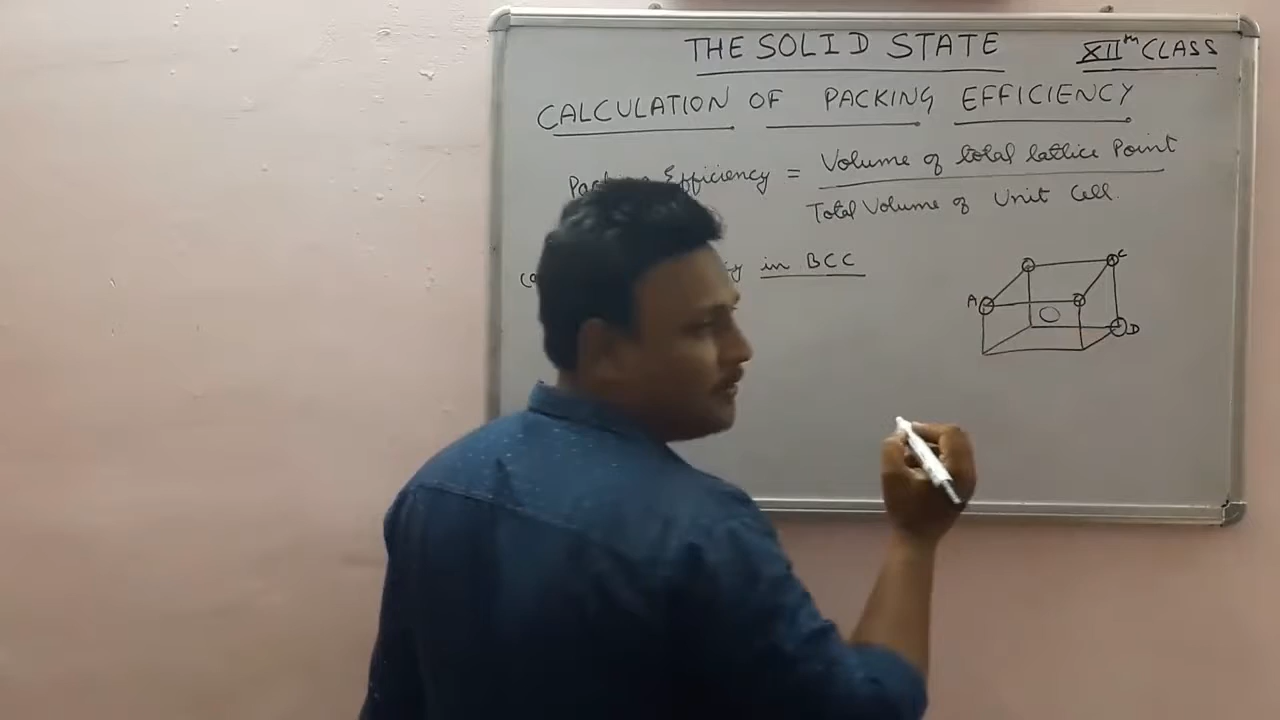 THE SOLID STATE XIIth CLASS
CALCULATION OF PACKING EFFICIENCY
Efficiency = Volume of total lattice Point
Total Volume of Unit Cell.
in BCC
C
A
D